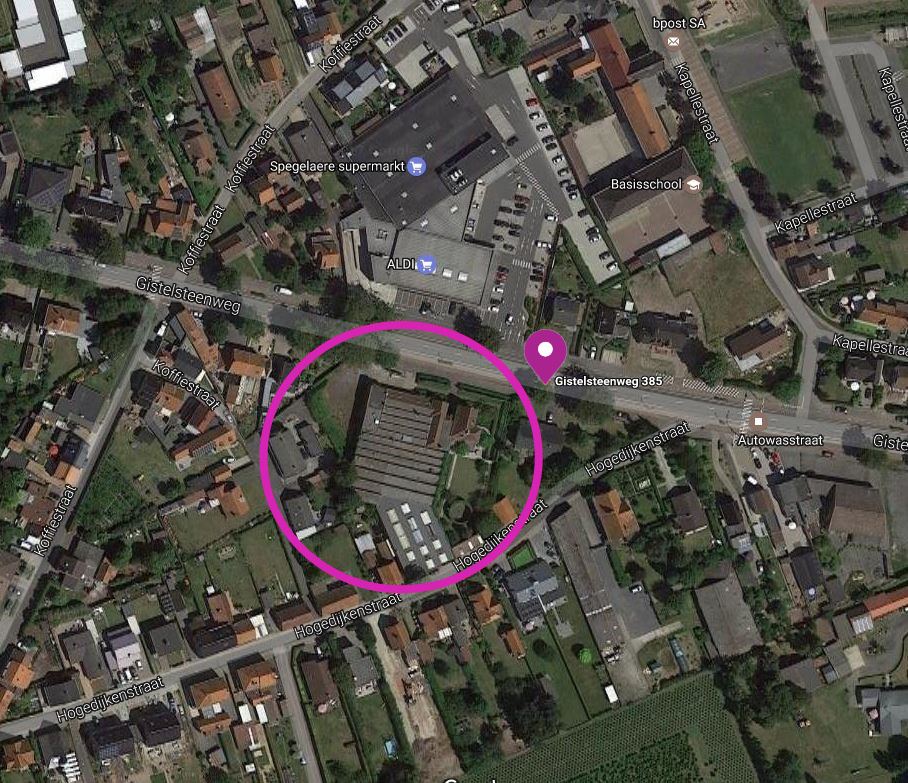 bpost SA
Koffiestraat
Kapellestraat
Koffiestraat
Spegelaere supermarkt
Basisschool
Koffiestraat
Kapellestraat
ALDI
Gistelsteenweg
Kapellestraat
Koffiestraat
Gistelsteenweg 385
Autowasstraat
Hogedijkenstraat
Koffiestraat
Hogedijkenstraat
Hogedijkenstraat
Hogedijkenstraat